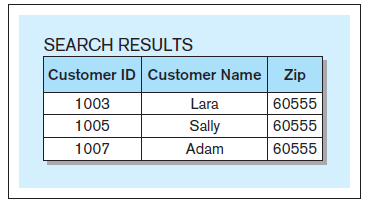 SEARCH RESULTS
Customer ID Customer Name Zip
1003 Lara 60555
1005 Sally 60555
1007 Adam 60555